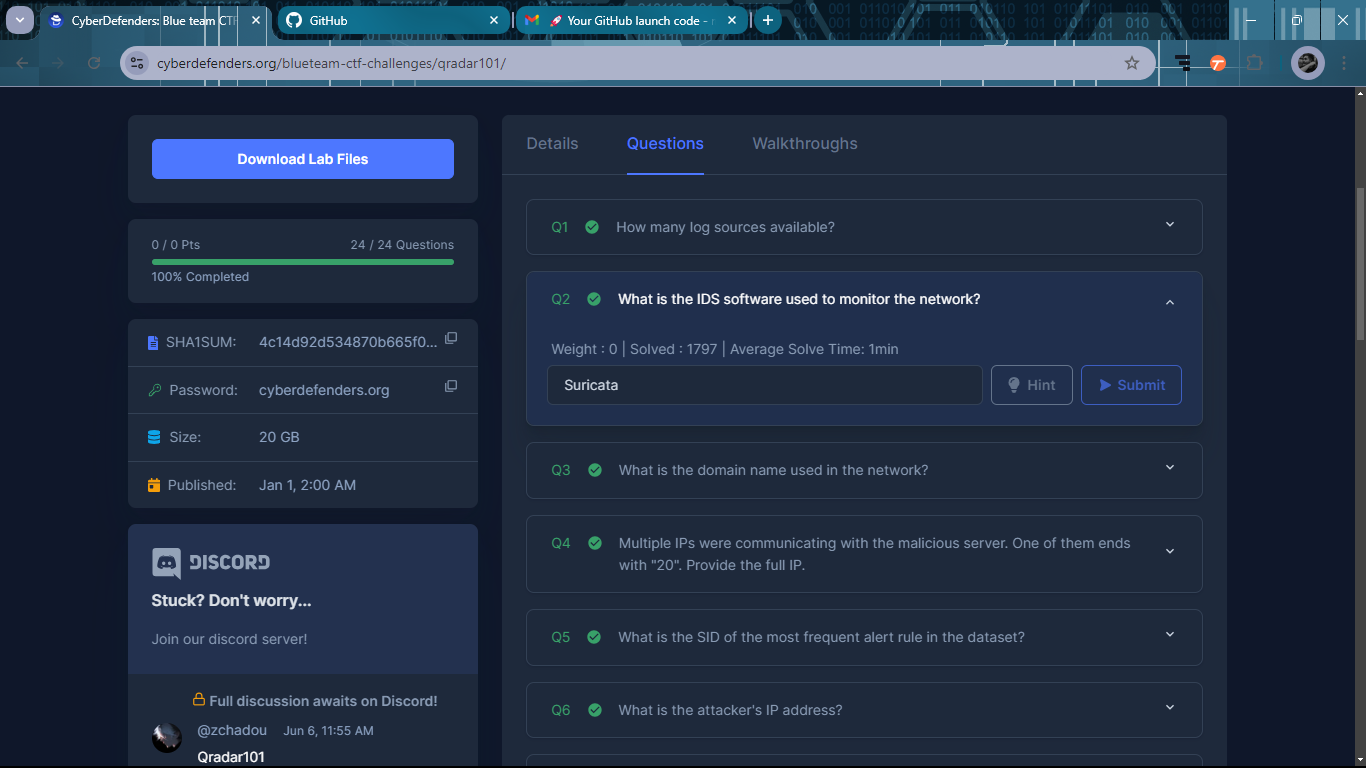 CyberDefenders: Blue team CTF
GitHub
🚀 Your GitHub launch code -
cyberdefenders.org/blueteam-ctf-challenges/qradar101/
Download Lab Files
0 / 0 Pts
24 / 24 Questions
100% Completed
SHA1SUM: 4c14d92d534870b665f0...
Password: cyberdefenders.org
Size: 20 GB
Published: Jan 1, 2:00 AM
DISCORD
Stuck? Don't worry...
Join our discord server!
Full discussion awaits on Discord!
@zchadou Jun 6, 11:55 AM
Qradar101
Details Questions Walkthroughs
Q1 How many log sources available?
Q2 What is the IDS software used to monitor the network?
Weight : 0 | Solved : 1797 | Average Solve Time: 1min
Suricata
Hint
Submit
Q3 What is the domain name used in the network?
Q4 Multiple IPs were communicating with the malicious server. One of them ends
with "20". Provide the full IP.
Q5 What is the SID of the most frequent alert rule in the dataset?
Q6 What is the attacker's IP address?